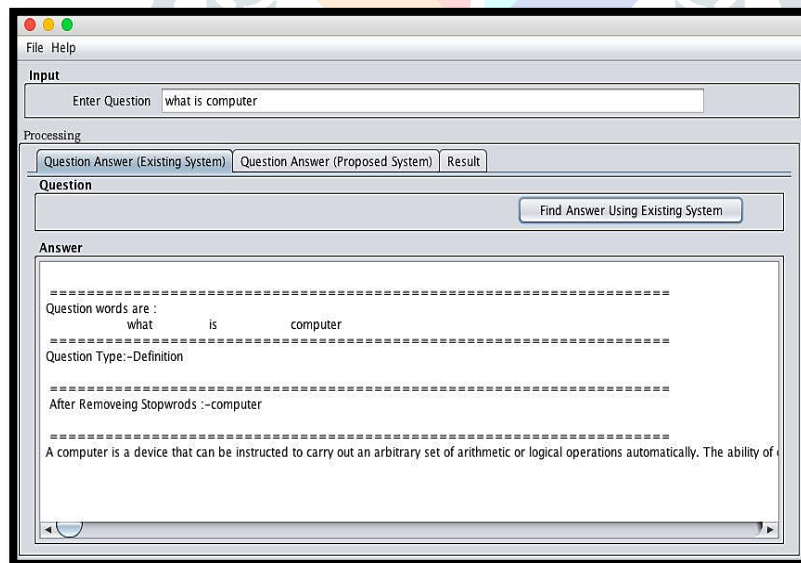 File Help
Input
Enter Question what is computer
Processing
Question Answer (Existing System) Question Answer (Proposed System) Result
Question
Find Answer Using Existing System
Answer
===================================================================
Question words are :
what is computer
===================================================================
Question Type:-Definition
===================================================================
After Removeing Stopwrods :-computer
===================================================================
A computer is a device that can be instructed to carry out an arbitrary set of arithmetic or logical operations automatically. The ability of